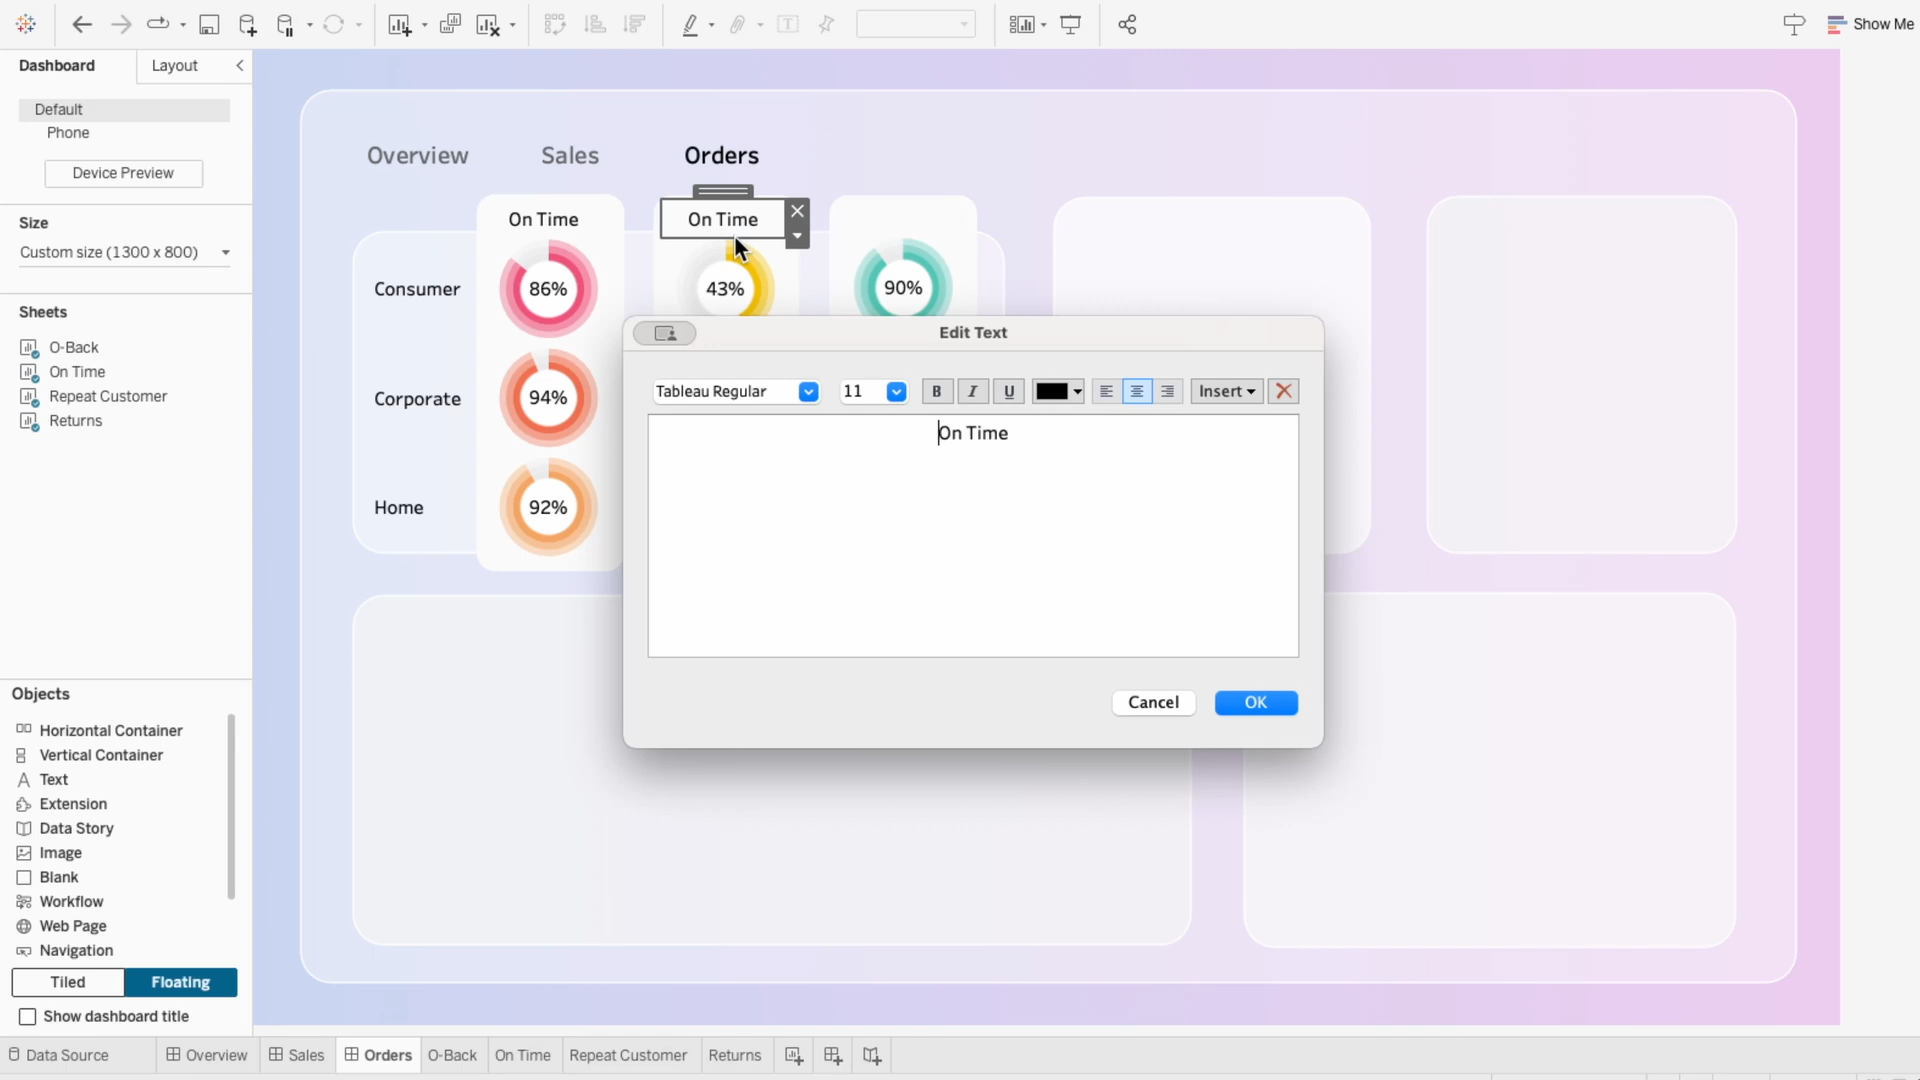 Show Me
Dashboard
Layout
Default
Phone
Device Preview
Size
Custom size (1300 x 800)
Sheets
O-Back
On Time
Repeat Customer
Returns
Objects
Horizontal Container
Vertical Container
Text
Extension
Data Story
Image
Blank
Workflow
Web Page
Navigation
Tiled
Floating
Show dashboard title
Overview Sales Orders
On Time On Time
Consumer 86% 43% 90%
Corporate 94%
Home 92%
Edit Text
Tableau Regular 11 B I U Insert
On Time
Cancel OK
Data Source Overview Sales Orders O-Back On Time Repeat Customer Returns